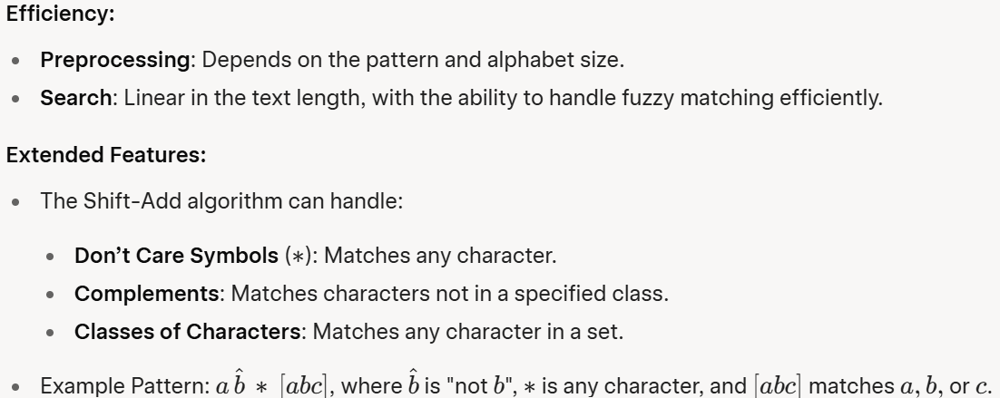 Efficiency:
• Preprocessing: Depends on the pattern and alphabet size.
• Search: Linear in the text length, with the ability to handle fuzzy matching efficiently.
Extended Features:
• The Shift-Add algorithm can handle:
• Don’t Care Symbols (∗): Matches any character.
• Complements: Matches characters not in a specified class.
• Classes of Characters: Matches any character in a set.
• Example Pattern: a b̂ ∗ [abc], where b̂ is "not b", ∗ is any character, and [abc] matches a, b, or c.